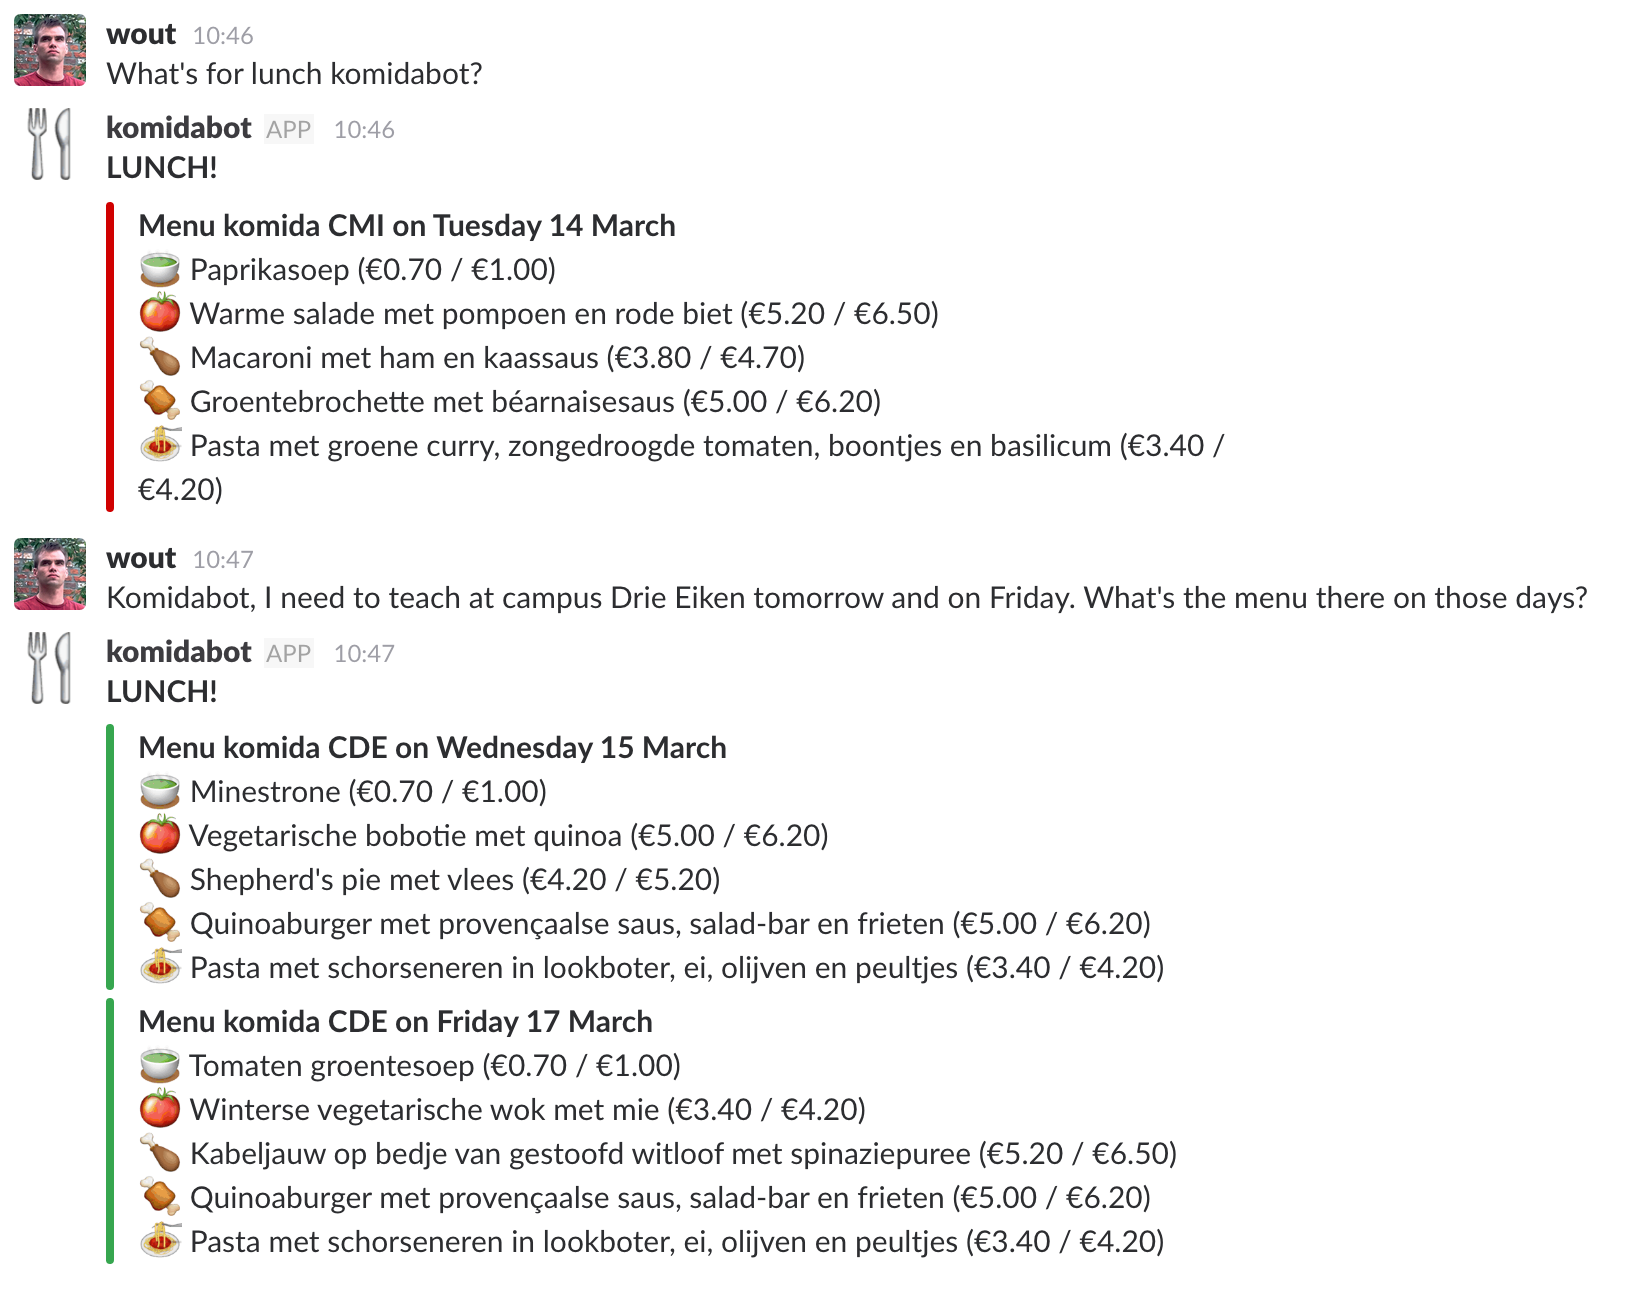 wout 10:46
What's for lunch komidabot?
komidabot APP 10:46
LUNCH!
Menu komida CMI on Tuesday 14 March
Paprikasoep (€0.70 / €1.00)
Warme salade met pompoen en rode biet (€5.20 / €6.50)
Macaroni met ham en kaassaus (€3.80 / €4.70)
Groentebrochette met béarnaisesaus (€5.00 / €6.20)
Pasta met groene curry, zongedroogde tomaten, boontjes en basilicum (€3.40 /
€4.20)
wout 10:47
Komidabot, I need to teach at campus Drie Eiken tomorrow and on Friday. What's the menu there on those days?
komidabot APP 10:47
LUNCH!
Menu komida CDE on Wednesday 15 March
Minestrone (€0.70 / €1.00)
Vegetarische bobotie met quinoa (€5.00 / €6.20)
Shepherd's pie met vlees (€4.20 / €5.20)
Quinoaburger met provençaalse saus, salad-bar en frieten (€5.00 / €6.20)
Pasta met schorseneren in lookboter, ei, olijven en peultjes (€3.40 / €4.20)
Menu komida CDE on Friday 17 March
Tomaten groentesoep (€0.70 / €1.00)
Winterse vegetarische wok met mie (€3.40 / €4.20)
Kabeljauw op bedje van gestoofd witloof met spinaziepuree (€5.20 / €6.50)
Quinoaburger met provençaalse saus, salad-bar en frieten (€5.00 / €6.20)
Pasta met schorseneren in lookboter, ei, olijven en peultjes (€3.40 / €4.20)